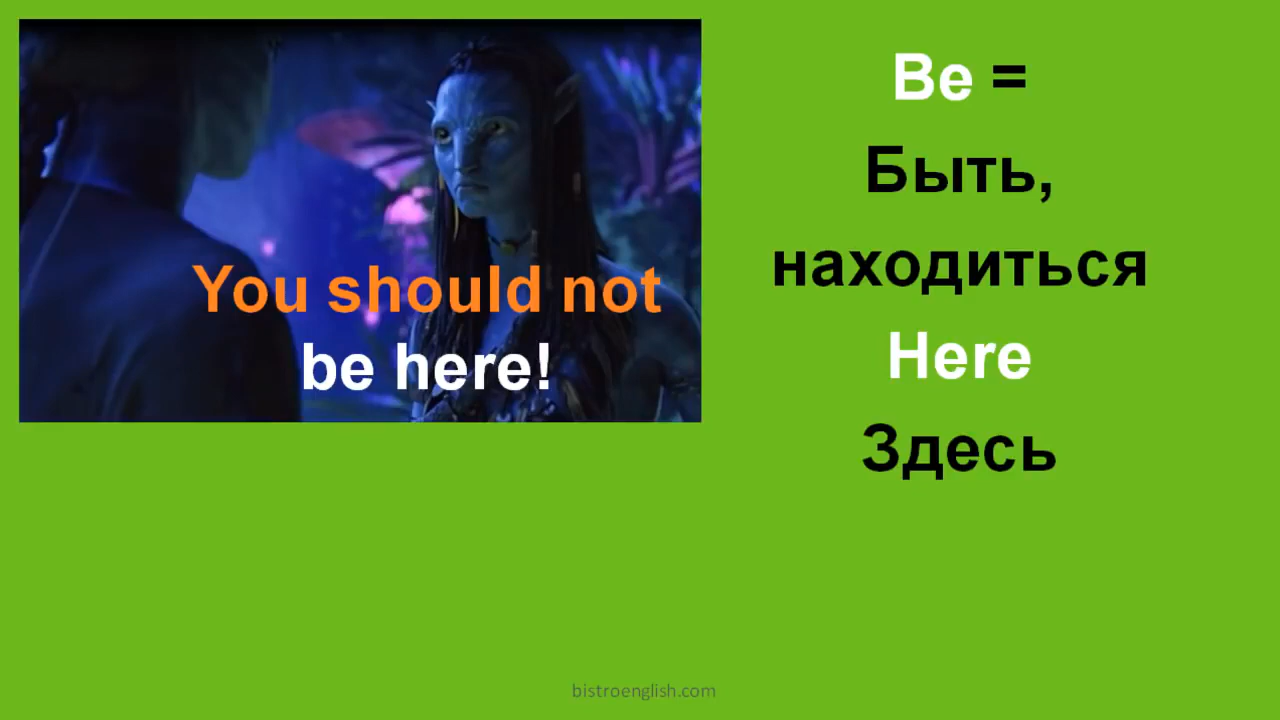 You should not
be here!
Be =
Быть,
находиться
Here
Здесь
bistroenglish.com